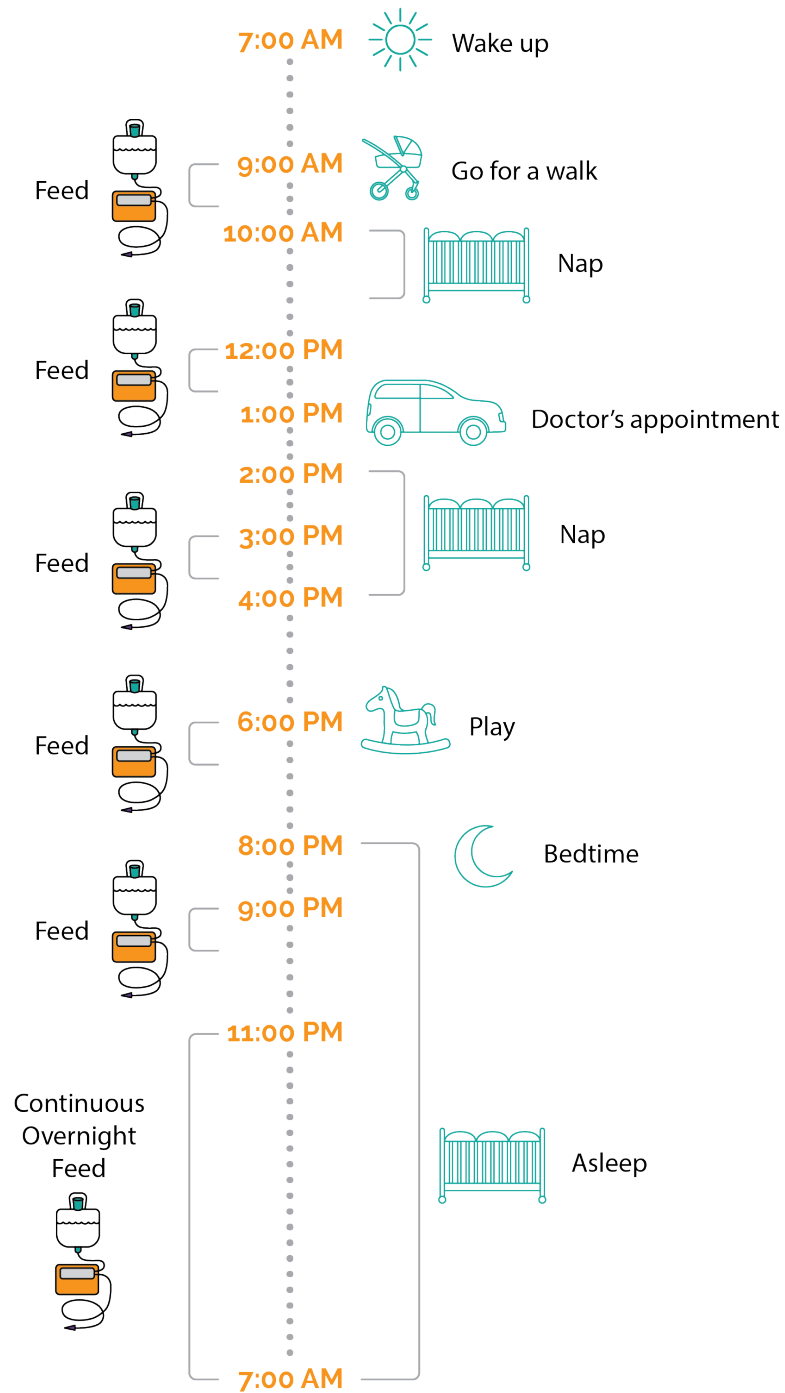 7:00 AM
Wake up
Feed
9:00 AM
Go for a walk
10:00 AM
Nap
Feed
12:00 PM
1:00 PM
Doctor's appointment
2:00 PM
Feed
3:00 PM
Nap
4:00 PM
Feed
6:00 PM
Play
8:00 PM
Bedtime
Feed
9:00 PM
11:00 PM
Continuous
Overnight
Feed
Asleep
7:00 AM